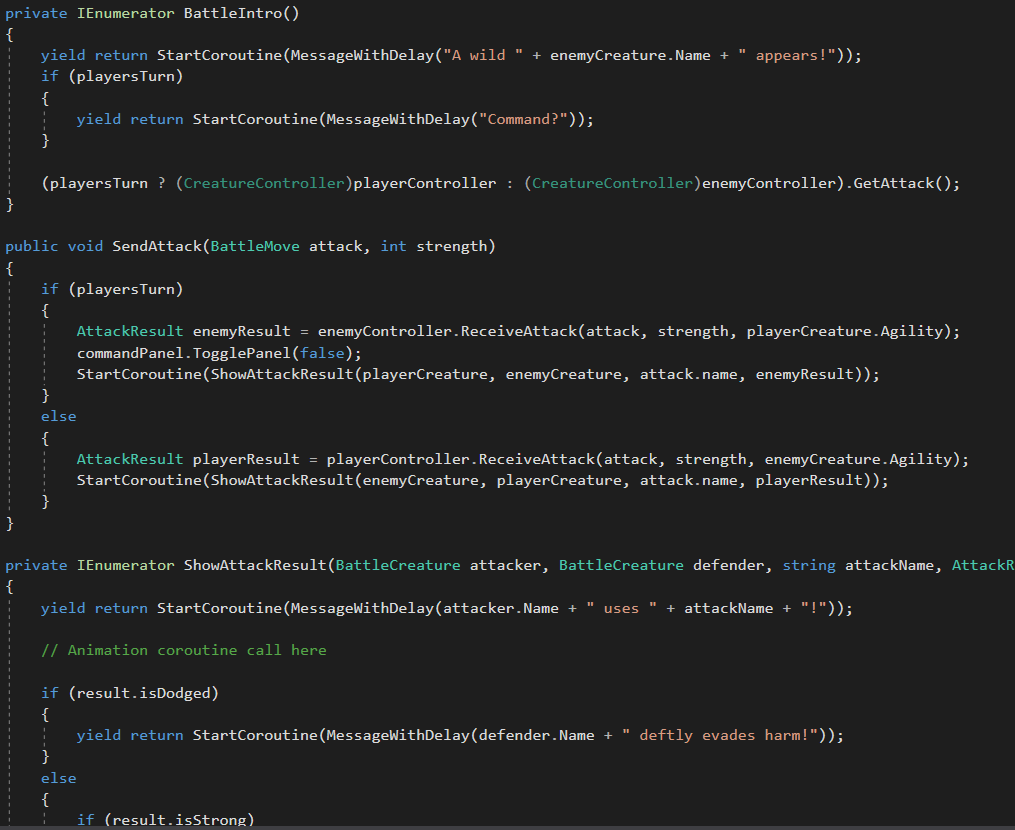 private IEnumerator BattleIntro()
{
    yield return StartCoroutine(MessageWithDelay("A wild " + enemyCreature.Name + " appears!"));
    if (playersTurn)
    {
        yield return StartCoroutine(MessageWithDelay("Command?"));
    }

    (playersTurn ? (CreatureController)playerController : (CreatureController)enemyController).GetAttack();
}

public void SendAttack(BattleMove attack, int strength)
{
    if (playersTurn)
    {
        AttackResult enemyResult = enemyController.ReceiveAttack(attack, strength, playerCreature.Agility);
        commandPanel.TogglePanel(false);
        StartCoroutine(ShowAttackResult(playerCreature, enemyCreature, attack.name, enemyResult));
    }
    else
    {
        AttackResult playerResult = playerController.ReceiveAttack(attack, strength, enemyCreature.Agility);
        StartCoroutine(ShowAttackResult(enemyCreature, playerCreature, attack.name, playerResult));
    }
}

private IEnumerator ShowAttackResult(BattleCreature attacker, BattleCreature defender, string attackName, AttackR
{
    yield return StartCoroutine(MessageWithDelay(attacker.Name + " uses " + attackName + "!"));

    // Animation coroutine call here

    if (result.isDodged)
    {
        yield return StartCoroutine(MessageWithDelay(defender.Name + " deftly evades harm!"));
    }
    else
    {
        if (result.isStrong)